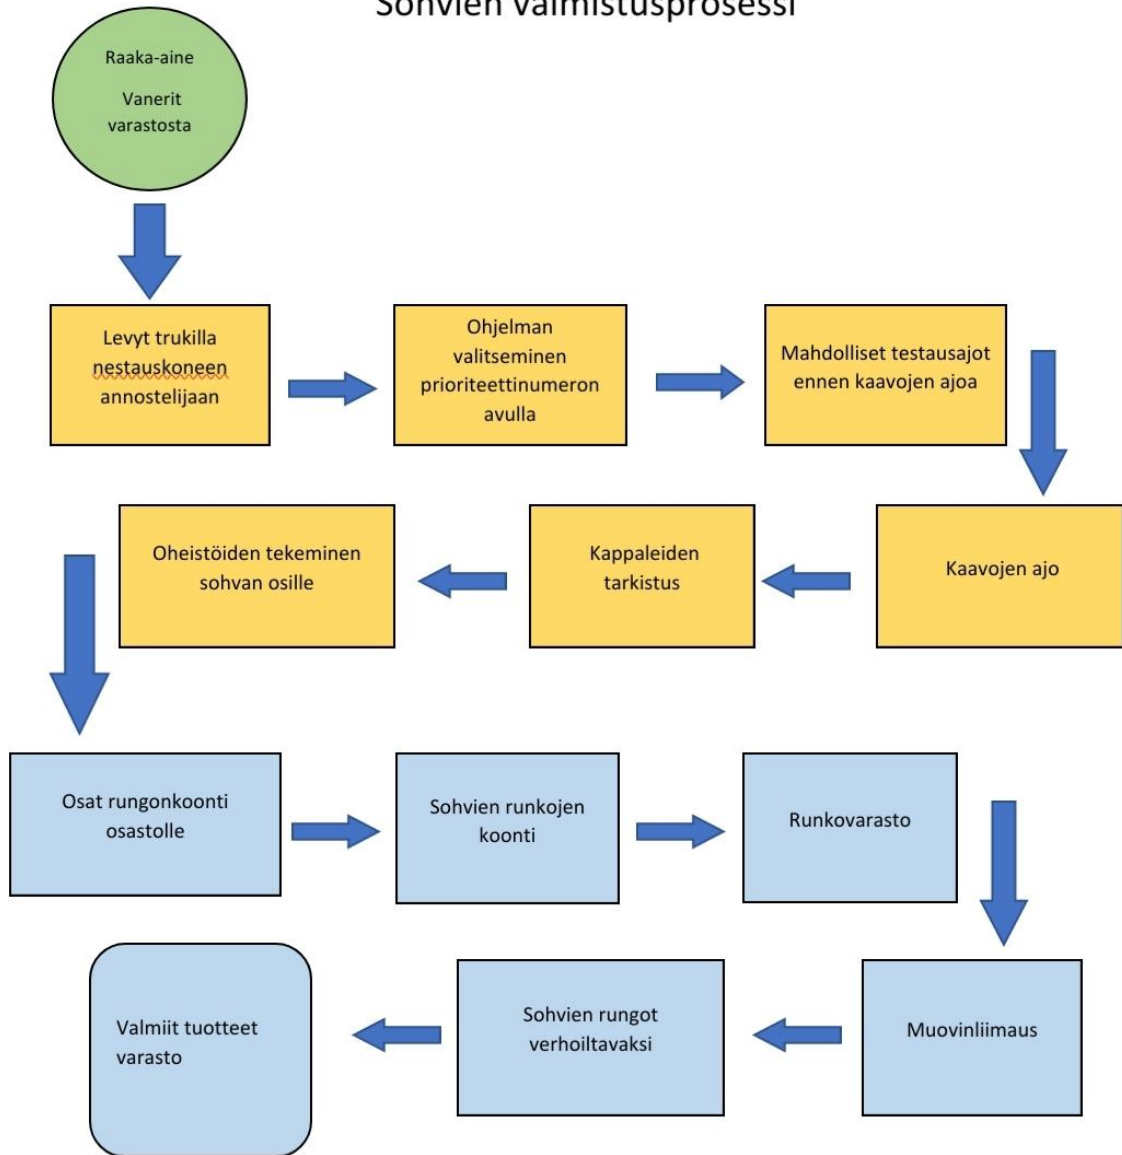 Sohvien valmistusprosessi
Raaka-aine
Vanerit
varastosta
Levyt trukilla
nestauskoneen
annostelijaan
Ohjelman
valitseminen
prioriteettinumeron
avulla
Mahdolliset testausajot
ennen kaavojen ajoa
Oheistöiden tekeminen
sohvan osille
Kappaleiden
tarkistus
Kaavojen ajo
Osat rungonkoonti
osastolle
Sohvien runkojen
koonti
Runkovarasto
Valmiit tuotteet
varasto
Sohvien rungot
verhoiltavaksi
Muovinliimaus